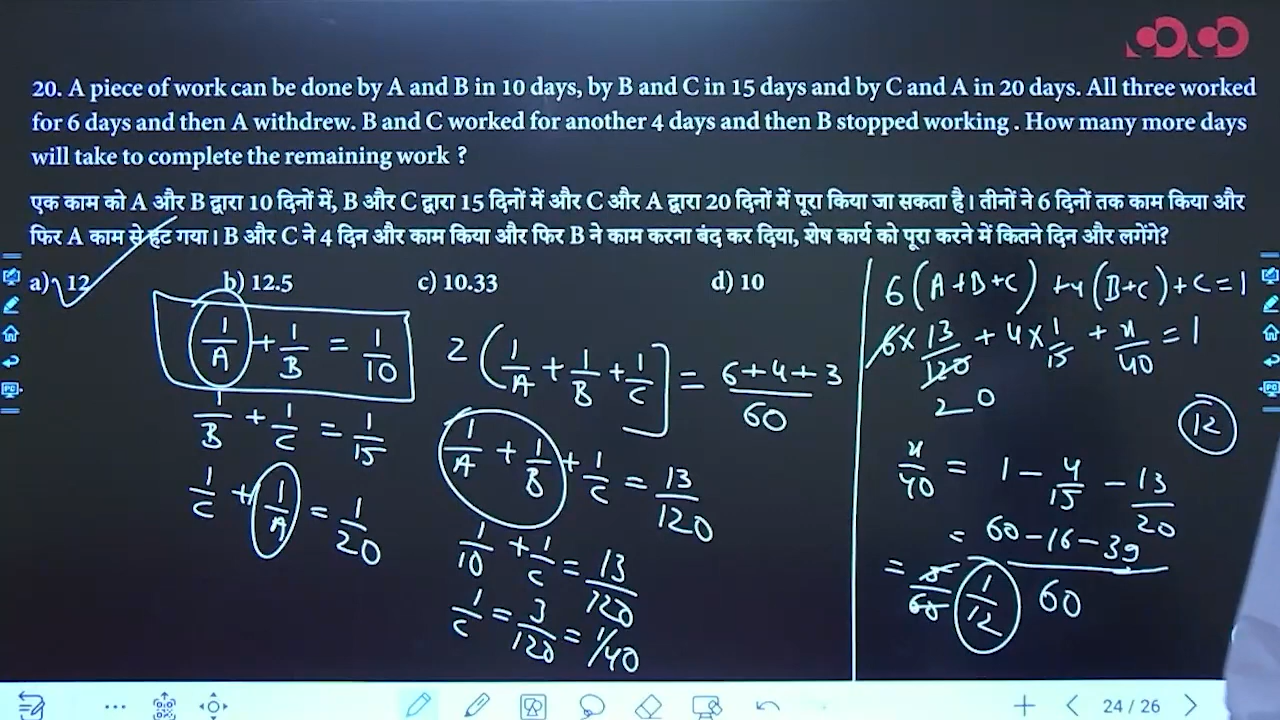 20. A piece of work can be done by A and B in 10 days, by B and C in 15 days and by C and A in 20 days. All three worked
for 6 days and then A withdrew. B and C worked for another 4 days and then B stopped working . How many more days
will take to complete the remaining work ?
एक काम को A और B द्वारा 10 दिनों में, B और C द्वारा 15 दिनों में और C और A द्वारा 20 दिनों में पूरा किया जा सकता है। तीनों ने 6 दिनों तक काम किया और
फिर A काम से हट गया। B और C ने 4 दिन और काम किया और फिर B ने काम करना बंद कर दिया, शेष कार्य को पूरा करने में कितने दिन और लगेंगे?
a) 12 b) 12.5 c) 10.33 d) 10
1/A + 1/B = 1/10
1/B + 1/C = 1/15
1/C + 1/A = 1/20
2(1/A + 1/B + 1/C] = 6+4+3/60
1/A + 1/B + 1/C = 13/120
1/10 + 1/C = 13/120
1/C = 3/120 = 1/40
6(A+B+C) +4(B+C)+C=1
6× 13/120 + 4× 1/15 + x/40 = 1
20
12
x/40 = 1 - 4/15 - 13/20
= 60-16-39/60
= 5/60 1/12
PC
PC
24 / 26